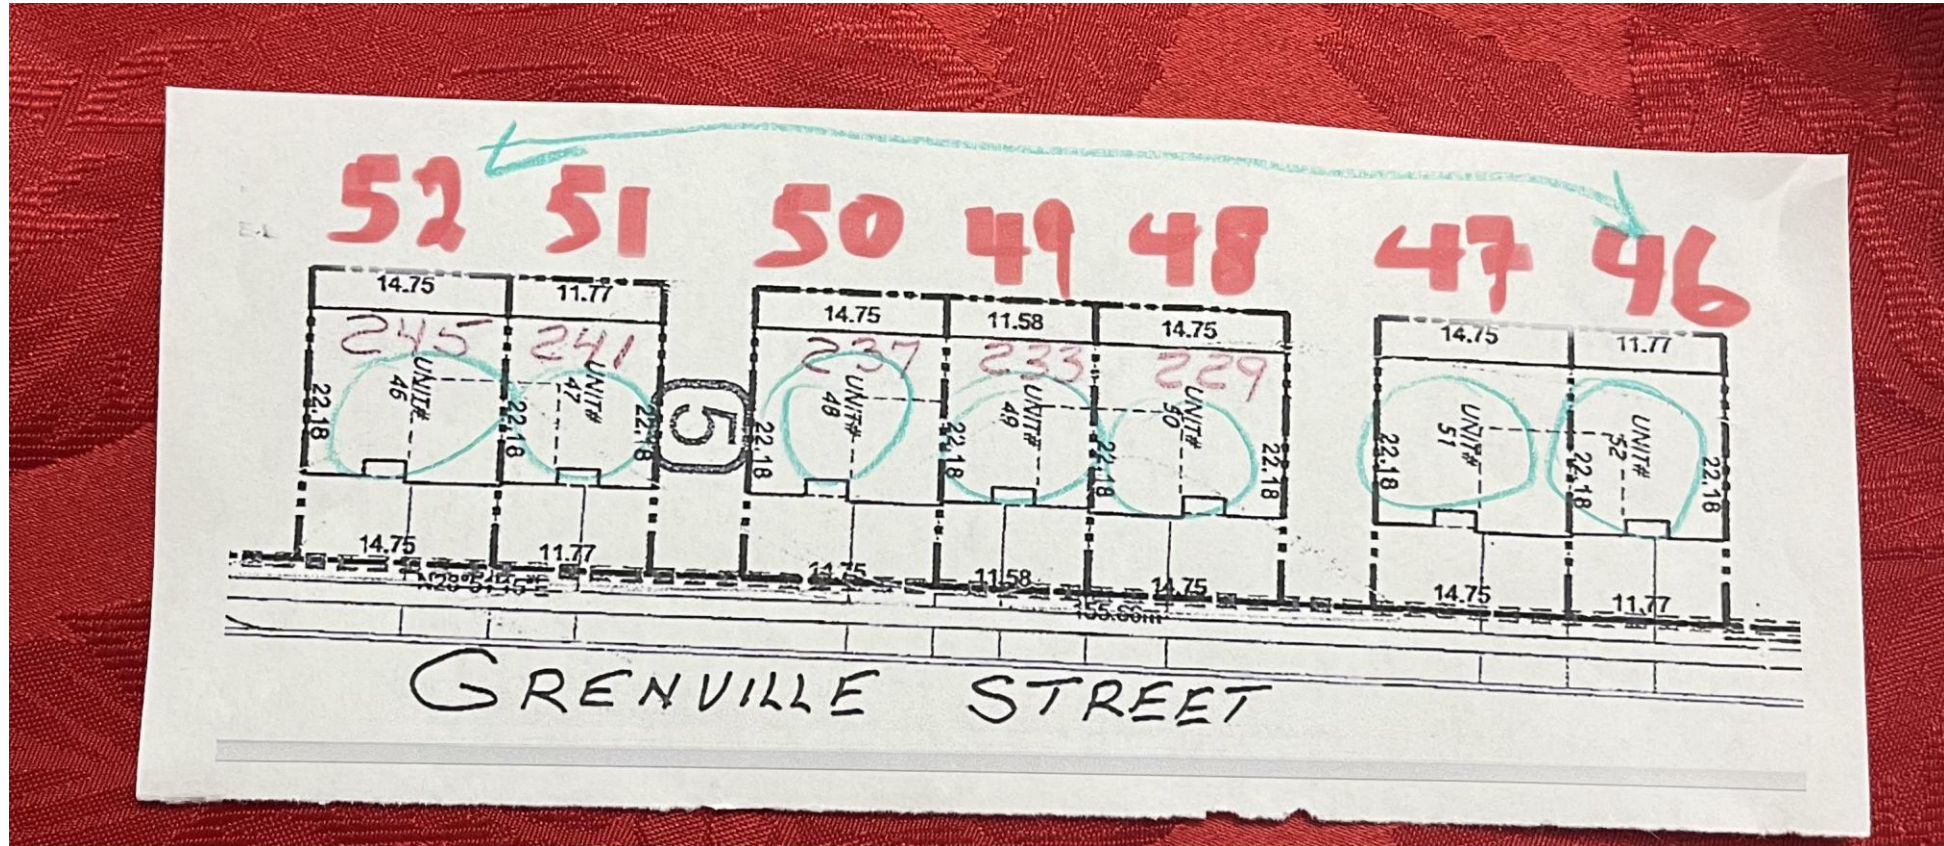 52 51 50 49 48 47 46
14.75 11.77 14.75 11.58 14.75 14.75 11.77
245 241 237 233 229
UNIT# 46 UNIT# 47 UNIT# 48 UNIT# 49 UNIT# 50 UNIT# 51 UNIT# 52
22.18 22.18 22.18 5 22.18 22.18 22.18 22.18 22.18 22.18 22.18
14.75 11.77 14.75 11.58 14.75 14.75 11.77
155.66m
GRENVILLE STREET